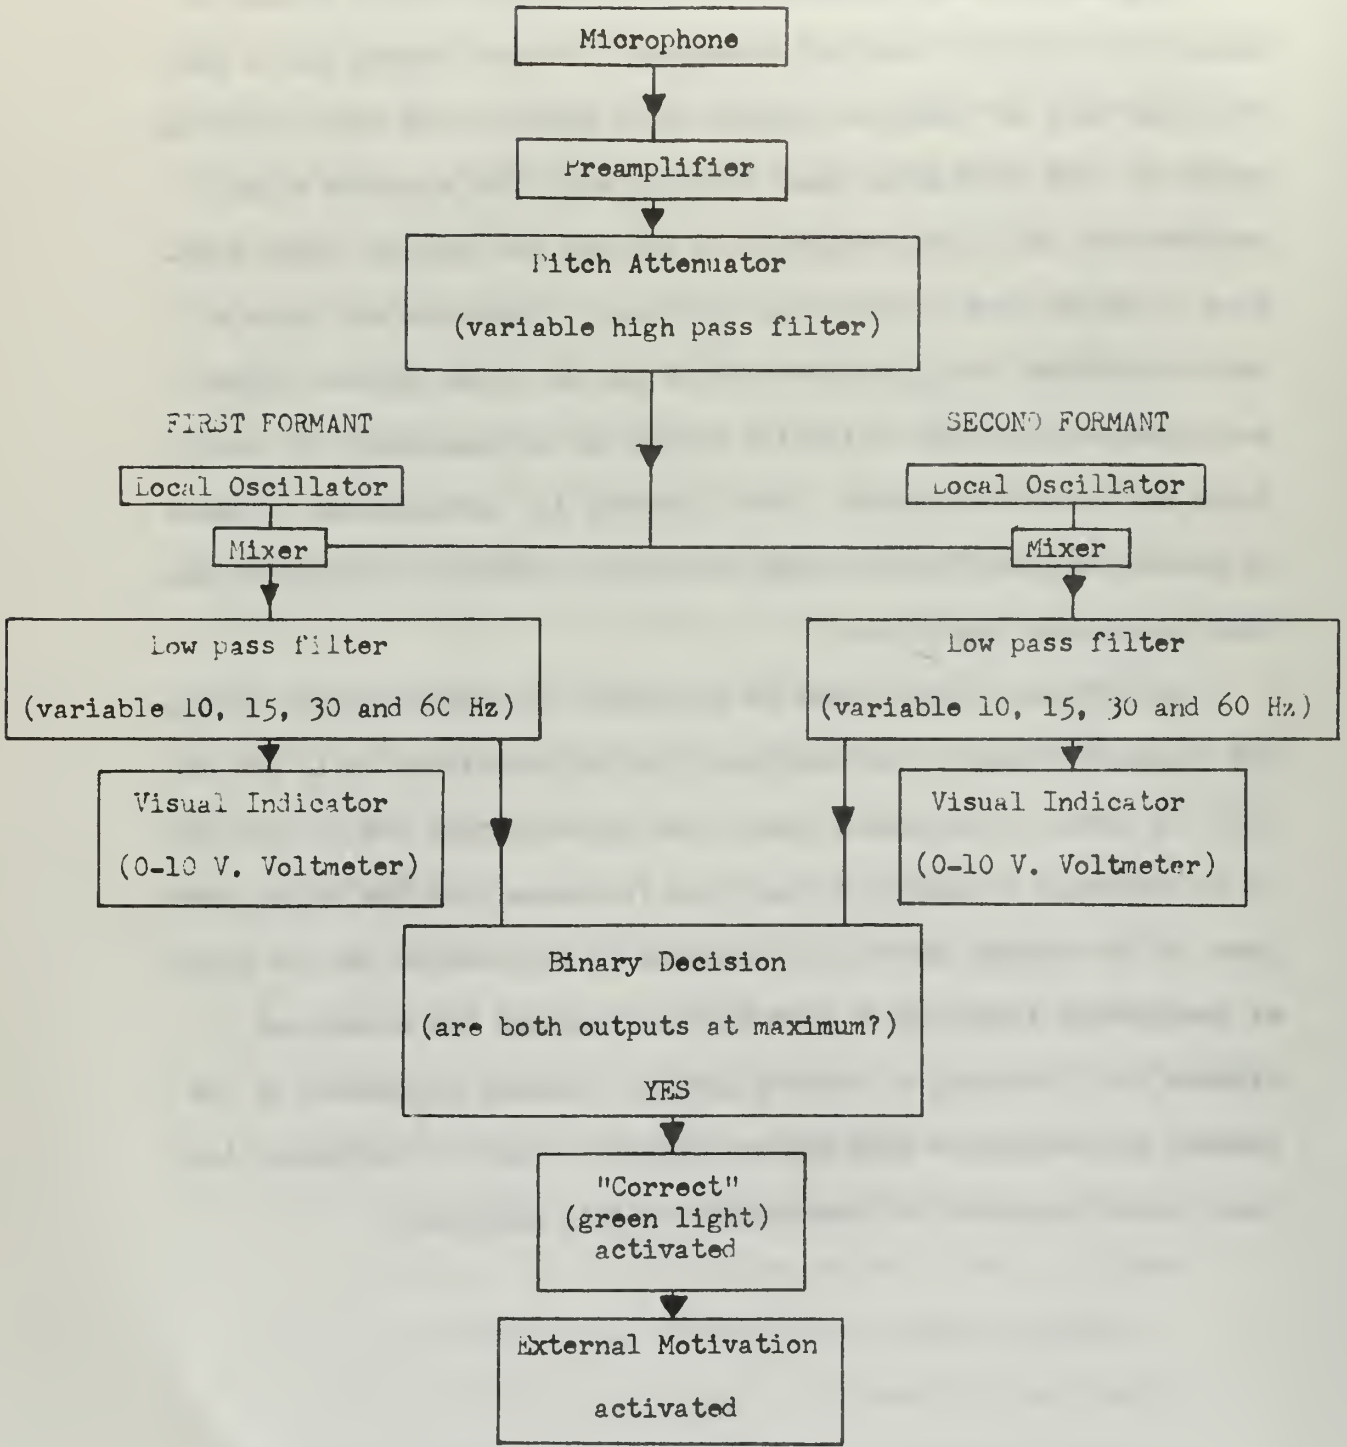 Microphone
Preamplifier
Pitch Attenuator
(variable high pass filter)
FIRST FORMANT
SECOND FORMANT
Local Oscillator
Local Oscillator
Mixer
Mixer
Low pass filter
(variable 10, 15, 30 and 60 Hz)
Low pass filter
(variable 10, 15, 30 and 60 Hz)
Visual Indicator
(0-10 V. Voltmeter)
Visual Indicator
(0-10 V. Voltmeter)
Binary Decision
(are both outputs at maximum?)
YES
"Correct"
(green light)
activated
External Motivation
activated